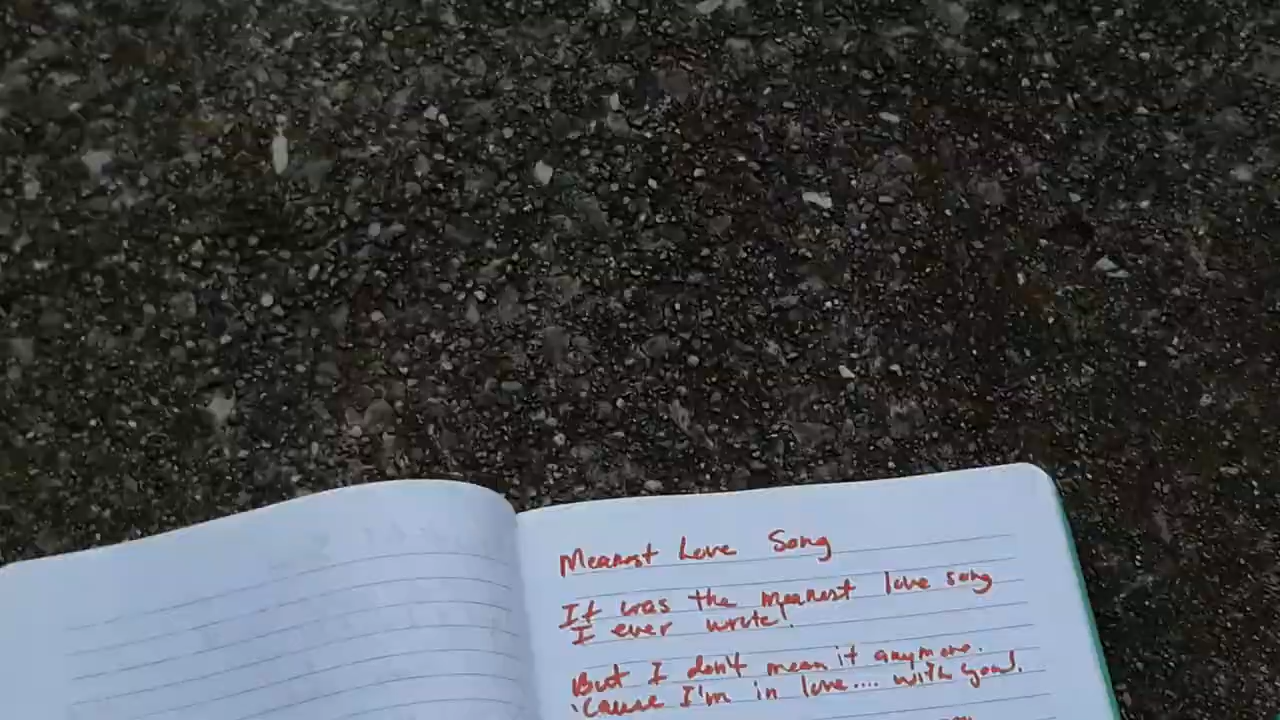 Meanest Love Song
It was the meanest love song
I ever wrote!
But I don't mean it anymore.
'Cause I'm in love.... with you!